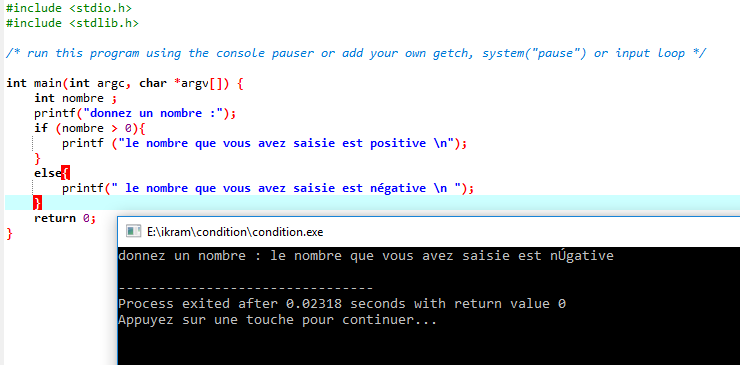 #include <stdio.h>
#include <stdlib.h>
/* run this program using the console pauser or add your own getch, system("pause") or input loop */
int main(int argc, char *argv[]) {
int nombre ;
printf("donnez un nombre :");
if (nombre > 0){
printf ("le nombre que vous avez saisie est positive \n");
}
else{
printf(" le nombre que vous avez saisie est négative \n ");
}
return 0;
}
E:\ikram\condition\condition.exe
donnez un nombre : le nombre que vous avez saisie est nÚgative
--------------------------------
Process exited after 0.02318 seconds with return value 0
Appuyez sur une touche pour continuer...